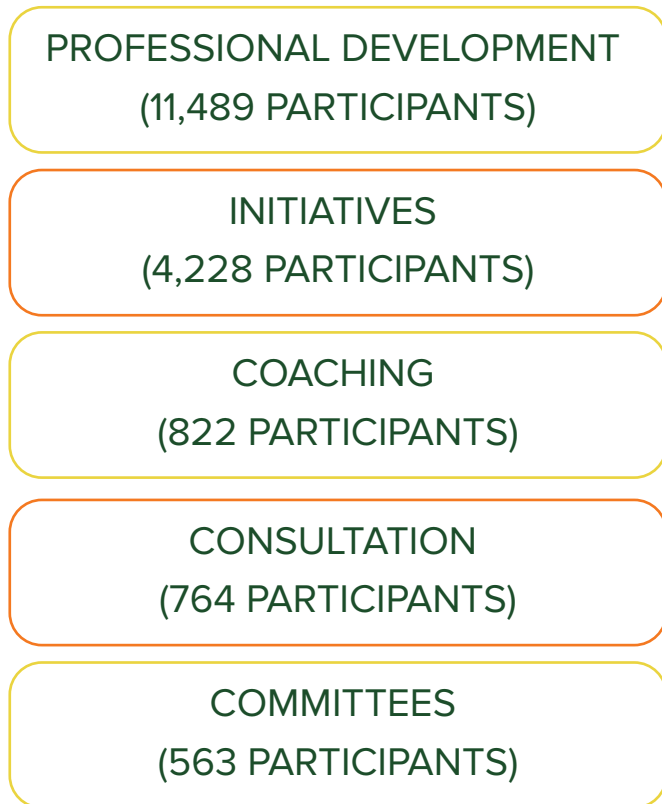 PROFESSIONAL DEVELOPMENT
(11,489 PARTICIPANTS)
INITIATIVES
(4,228 PARTICIPANTS)
COACHING
(822 PARTICIPANTS)
CONSULTATION
(764 PARTICIPANTS)
COMMITTEES
(563 PARTICIPANTS)